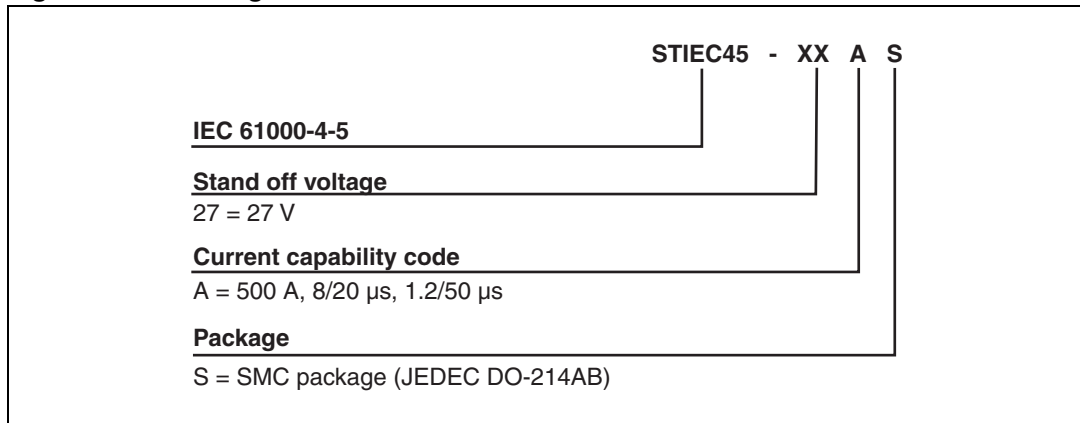 STIEC45 - XX A S
IEC 61000-4-5
Stand off voltage
27 = 27 V
Current capability code
A = 500 A, 8/20 µs, 1.2/50 µs
Package
S = SMC package (JEDEC DO-214AB)